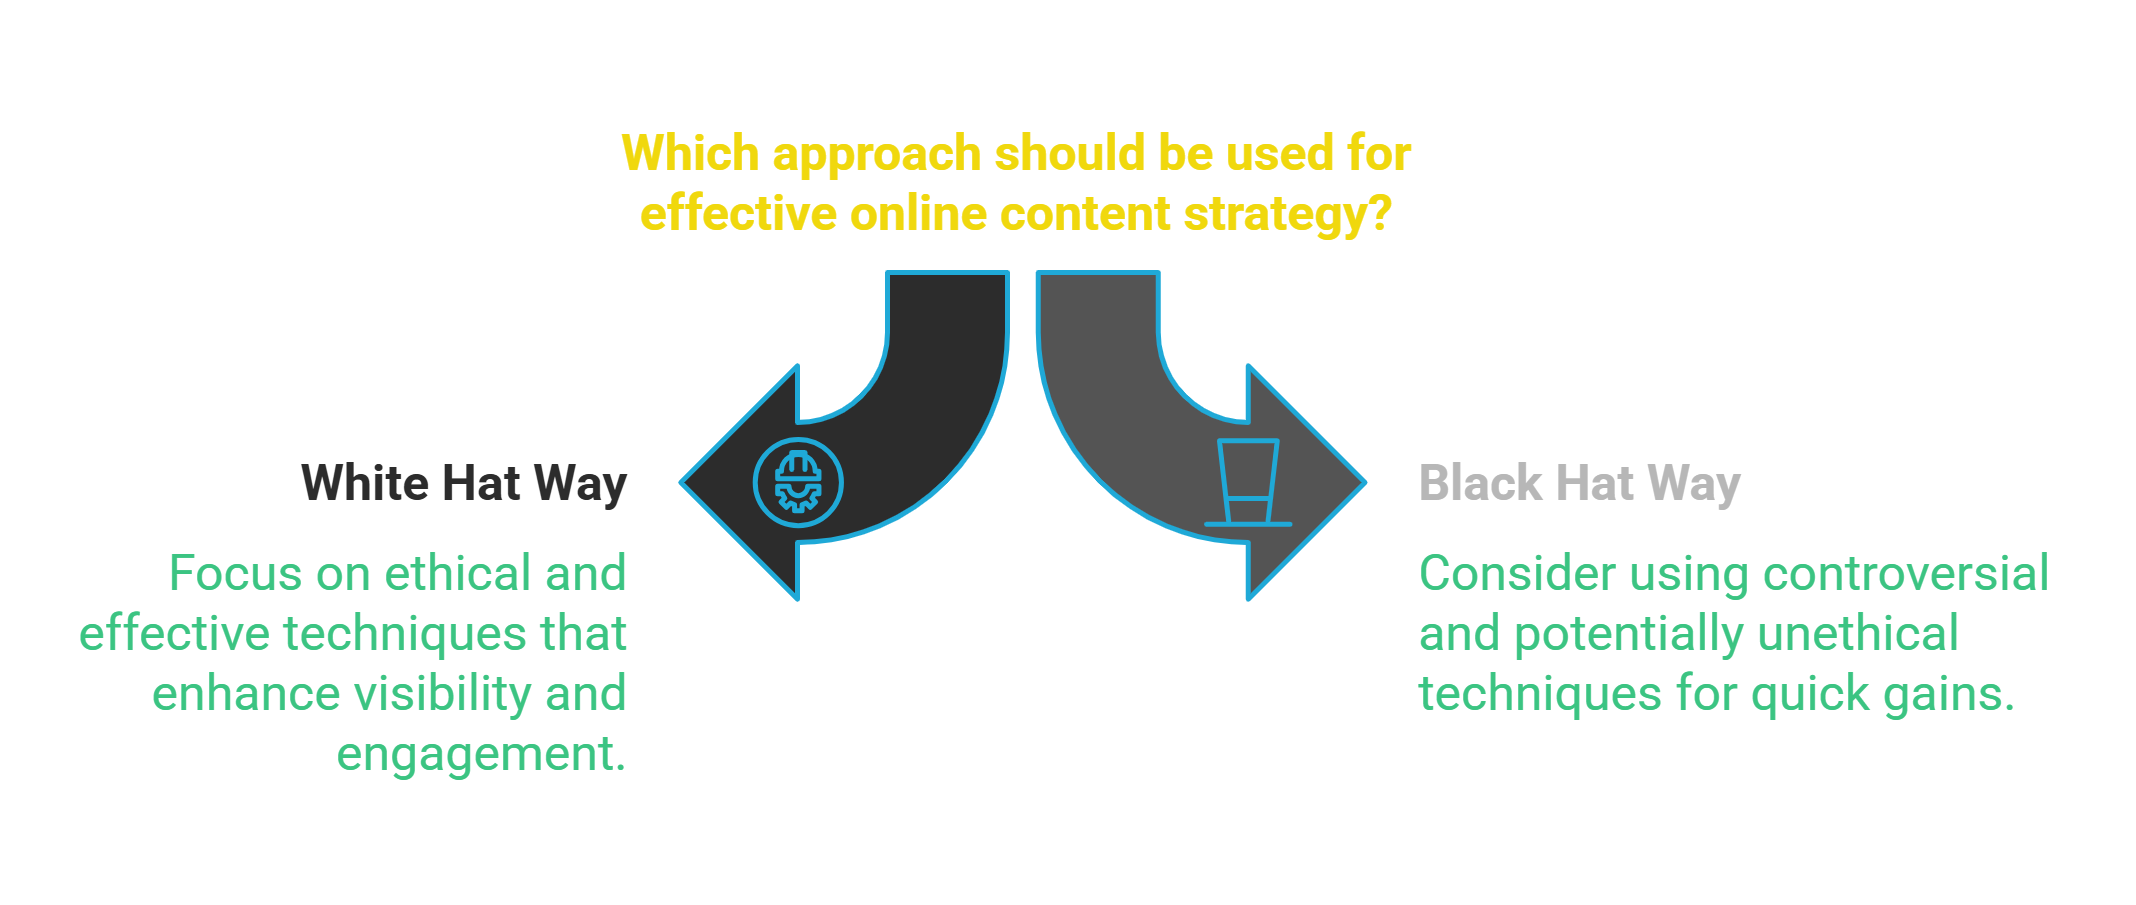 Which approach should be used for
effective online content strategy?
White Hat Way
Focus on ethical and
effective techniques that
enhance visibility and
engagement.
Black Hat Way
Consider using controversial
and potentially unethical
techniques for quick gains.